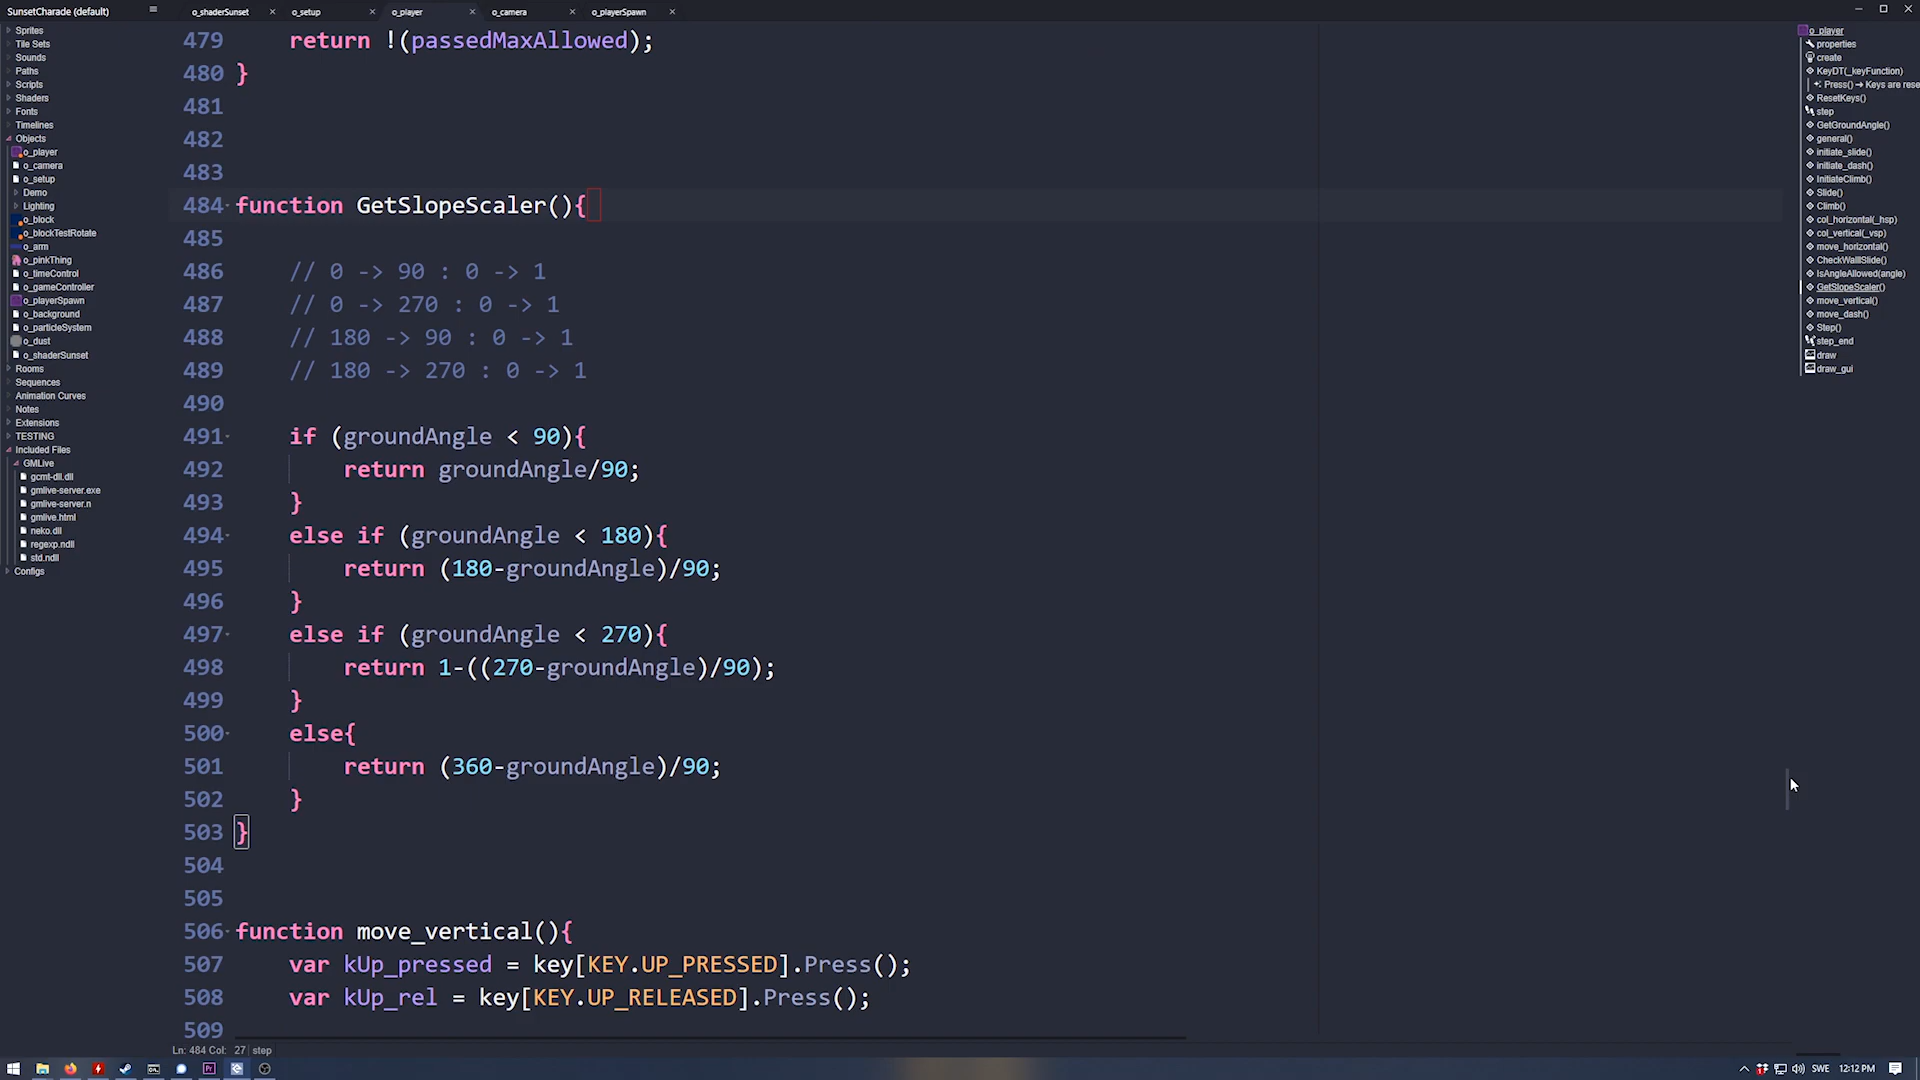 SunsetCharade (default)
o_shaderSunset
o_setup
o_player
o_camera
o_playerSpawn
Sprites
Tile Sets
Sounds
Paths
Scripts
Shaders
Fonts
Timelines
Objects
o_player
o_camera
o_setup
Demo
Lighting
o_block
o_blockTestRotate
o_arm
o_pinkThing
o_timeControl
o_gameController
o_playerSpawn
o_background
o_particleSystem
o_dust
o_shaderSunset
Rooms
Sequences
Animation Curves
Notes
Extensions
TESTING
Included Files
GMLive
gcmt-dll.dll
gmlive-server.exe
gmlive-server.n
gmlive.html
neko.dll
regexp.ndll
std.ndll
Configs
479 return !(passedMaxAllowed);
480 }
481
482
483
484 function GetSlopeScaler(){
485
486 // 0 -> 90 : 0 -> 1
487 // 0 -> 270 : 0 -> 1
488 // 180 -> 90 : 0 -> 1
489 // 180 -> 270 : 0 -> 1
490
491 if (groundAngle < 90){
492 return groundAngle/90;
493 }
494 else if (groundAngle < 180){
495 return (180-groundAngle)/90;
496 }
497 else if (groundAngle < 270){
498 return 1-((270-groundAngle)/90);
499 }
500 else{
501 return (360-groundAngle)/90;
502 }
503 }
504
505
506 function move_vertical(){
507 var kUp_pressed = key[KEY.UP_PRESSED].Press();
508 var kUp_rel = key[KEY.UP_RELEASED].Press();
509
Ln: 484 Col: 27 step
o_player
properties
create
KeyDT(_keyFunction)
Press() → Keys are rese
ResetKeys()
step
GetGroundAngle()
general()
initiate_slide()
initiate_dash()
InitiateClimb()
Slide()
Climb()
col_horizontal(_hsp)
col_vertical(_vsp)
move_horizontal()
CheckWallSlide()
IsAngleAllowed(angle)
GetSlopeScaler()
move_vertical()
move_dash()
Step()
step_end
draw
draw_gui
SWE 12:12 PM